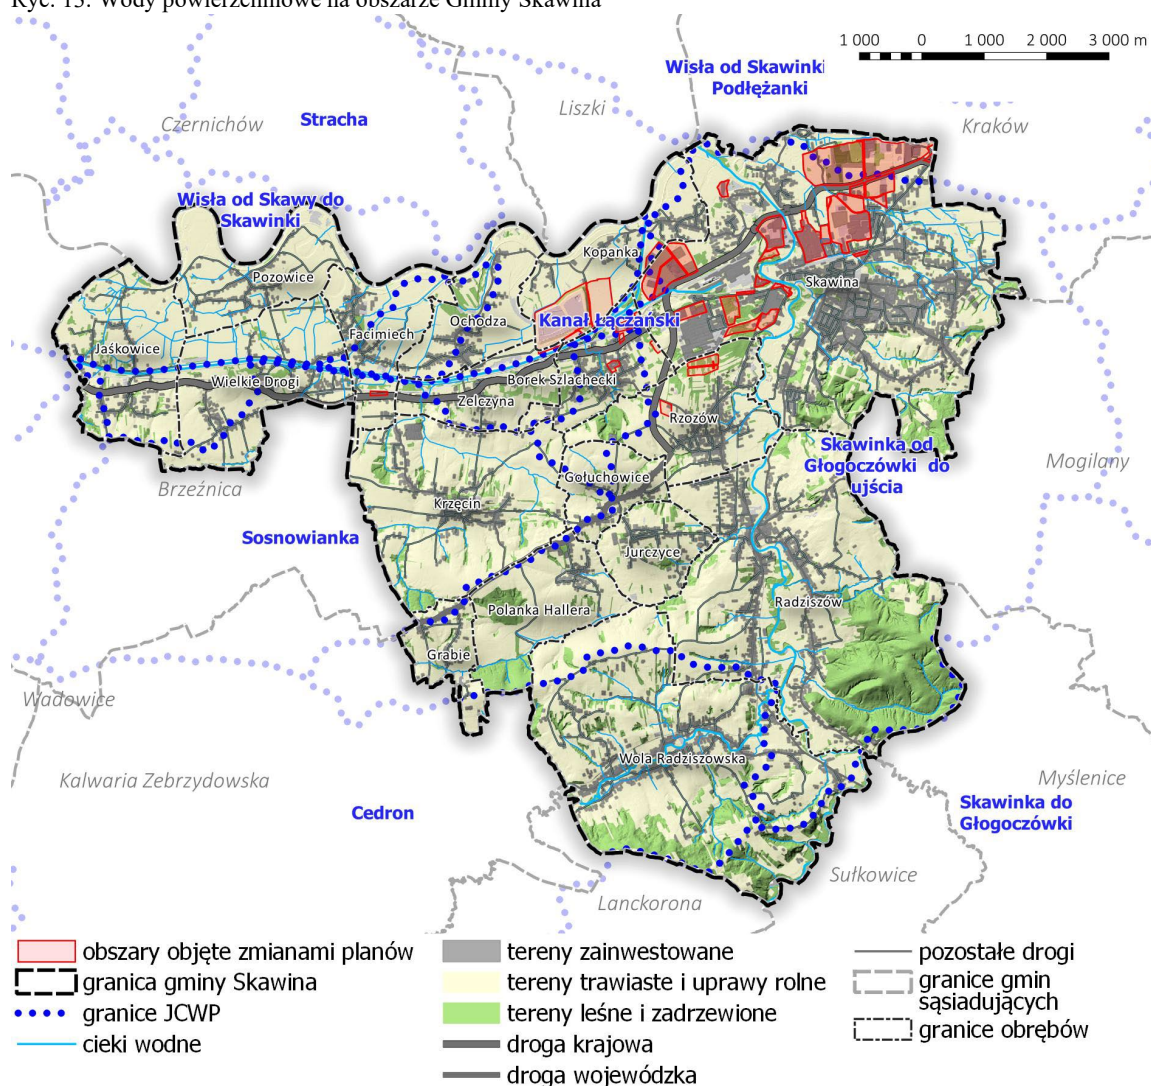 Ryc. 13. Wody powierzchniowe na obszarze Gminy Skawina
1 000 0 1 000 2 000 3 000 m
Wisła od Skawinki
Podłężanki
Liszki
Czernichów
Stracha
Kraków
Wisła od Skawy do
Skawinki
Kopanka
Pozowice
Skawina
Ochodza
Kanał Łączański
Facimiech
Jaśkowice
Wielkie Drogi
Borek Szlachecki
Zelczyna
Rzozów
Skawinka od
Głogoczówki do
ujścia
Mogilany
Brzeźnica
Gołuchowice
Krzęcin
Sosnowianka
Jurczyce
Radziszów
Polanka Hallera
Grabie
Wadowice
Wola Radziszowska
Kalwaria Zebrzydowska
Myślenice
Cedron
Skawinka do
Głogoczówki
Sułkowice
Lanckorona
obszary objęte zmianami planów
granica gminy Skawina
granice JCWP
cieki wodne
tereny zainwestowane
tereny trawiaste i uprawy rolne
tereny leśne i zadrzewione
droga krajowa
droga wojewódzka
pozostałe drogi
granice gmin
sąsiadujących
granice obrębów